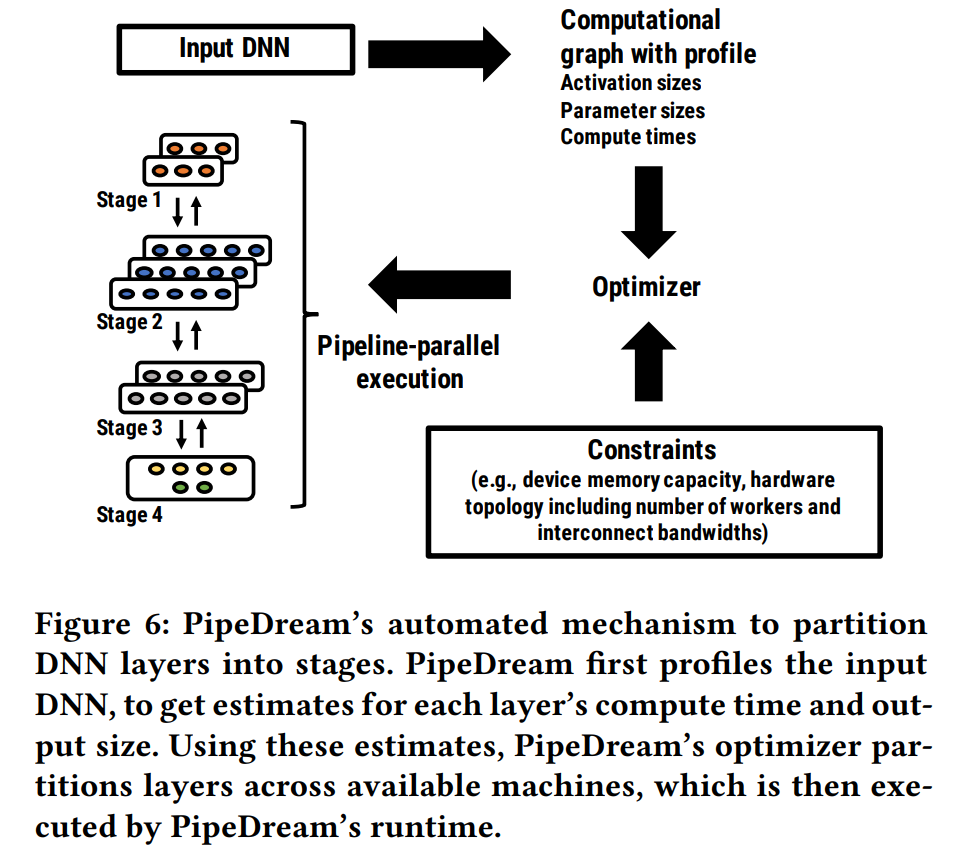 Input DNN
Computational
graph with profile
Activation sizes
Parameter sizes
Compute times
Stage 1
Stage 2
Stage 3
Stage 4
Pipeline-parallel
execution
Optimizer
Constraints
(e.g., device memory capacity, hardware
topology including number of workers and
interconnect bandwidths)
Figure 6: PipeDream’s automated mechanism to partition
DNN layers into stages. PipeDream first profiles the input
DNN, to get estimates for each layer’s compute time and out-
put size. Using these estimates, PipeDream’s optimizer par-
titions layers across available machines, which is then exe-
cuted by PipeDream’s runtime.